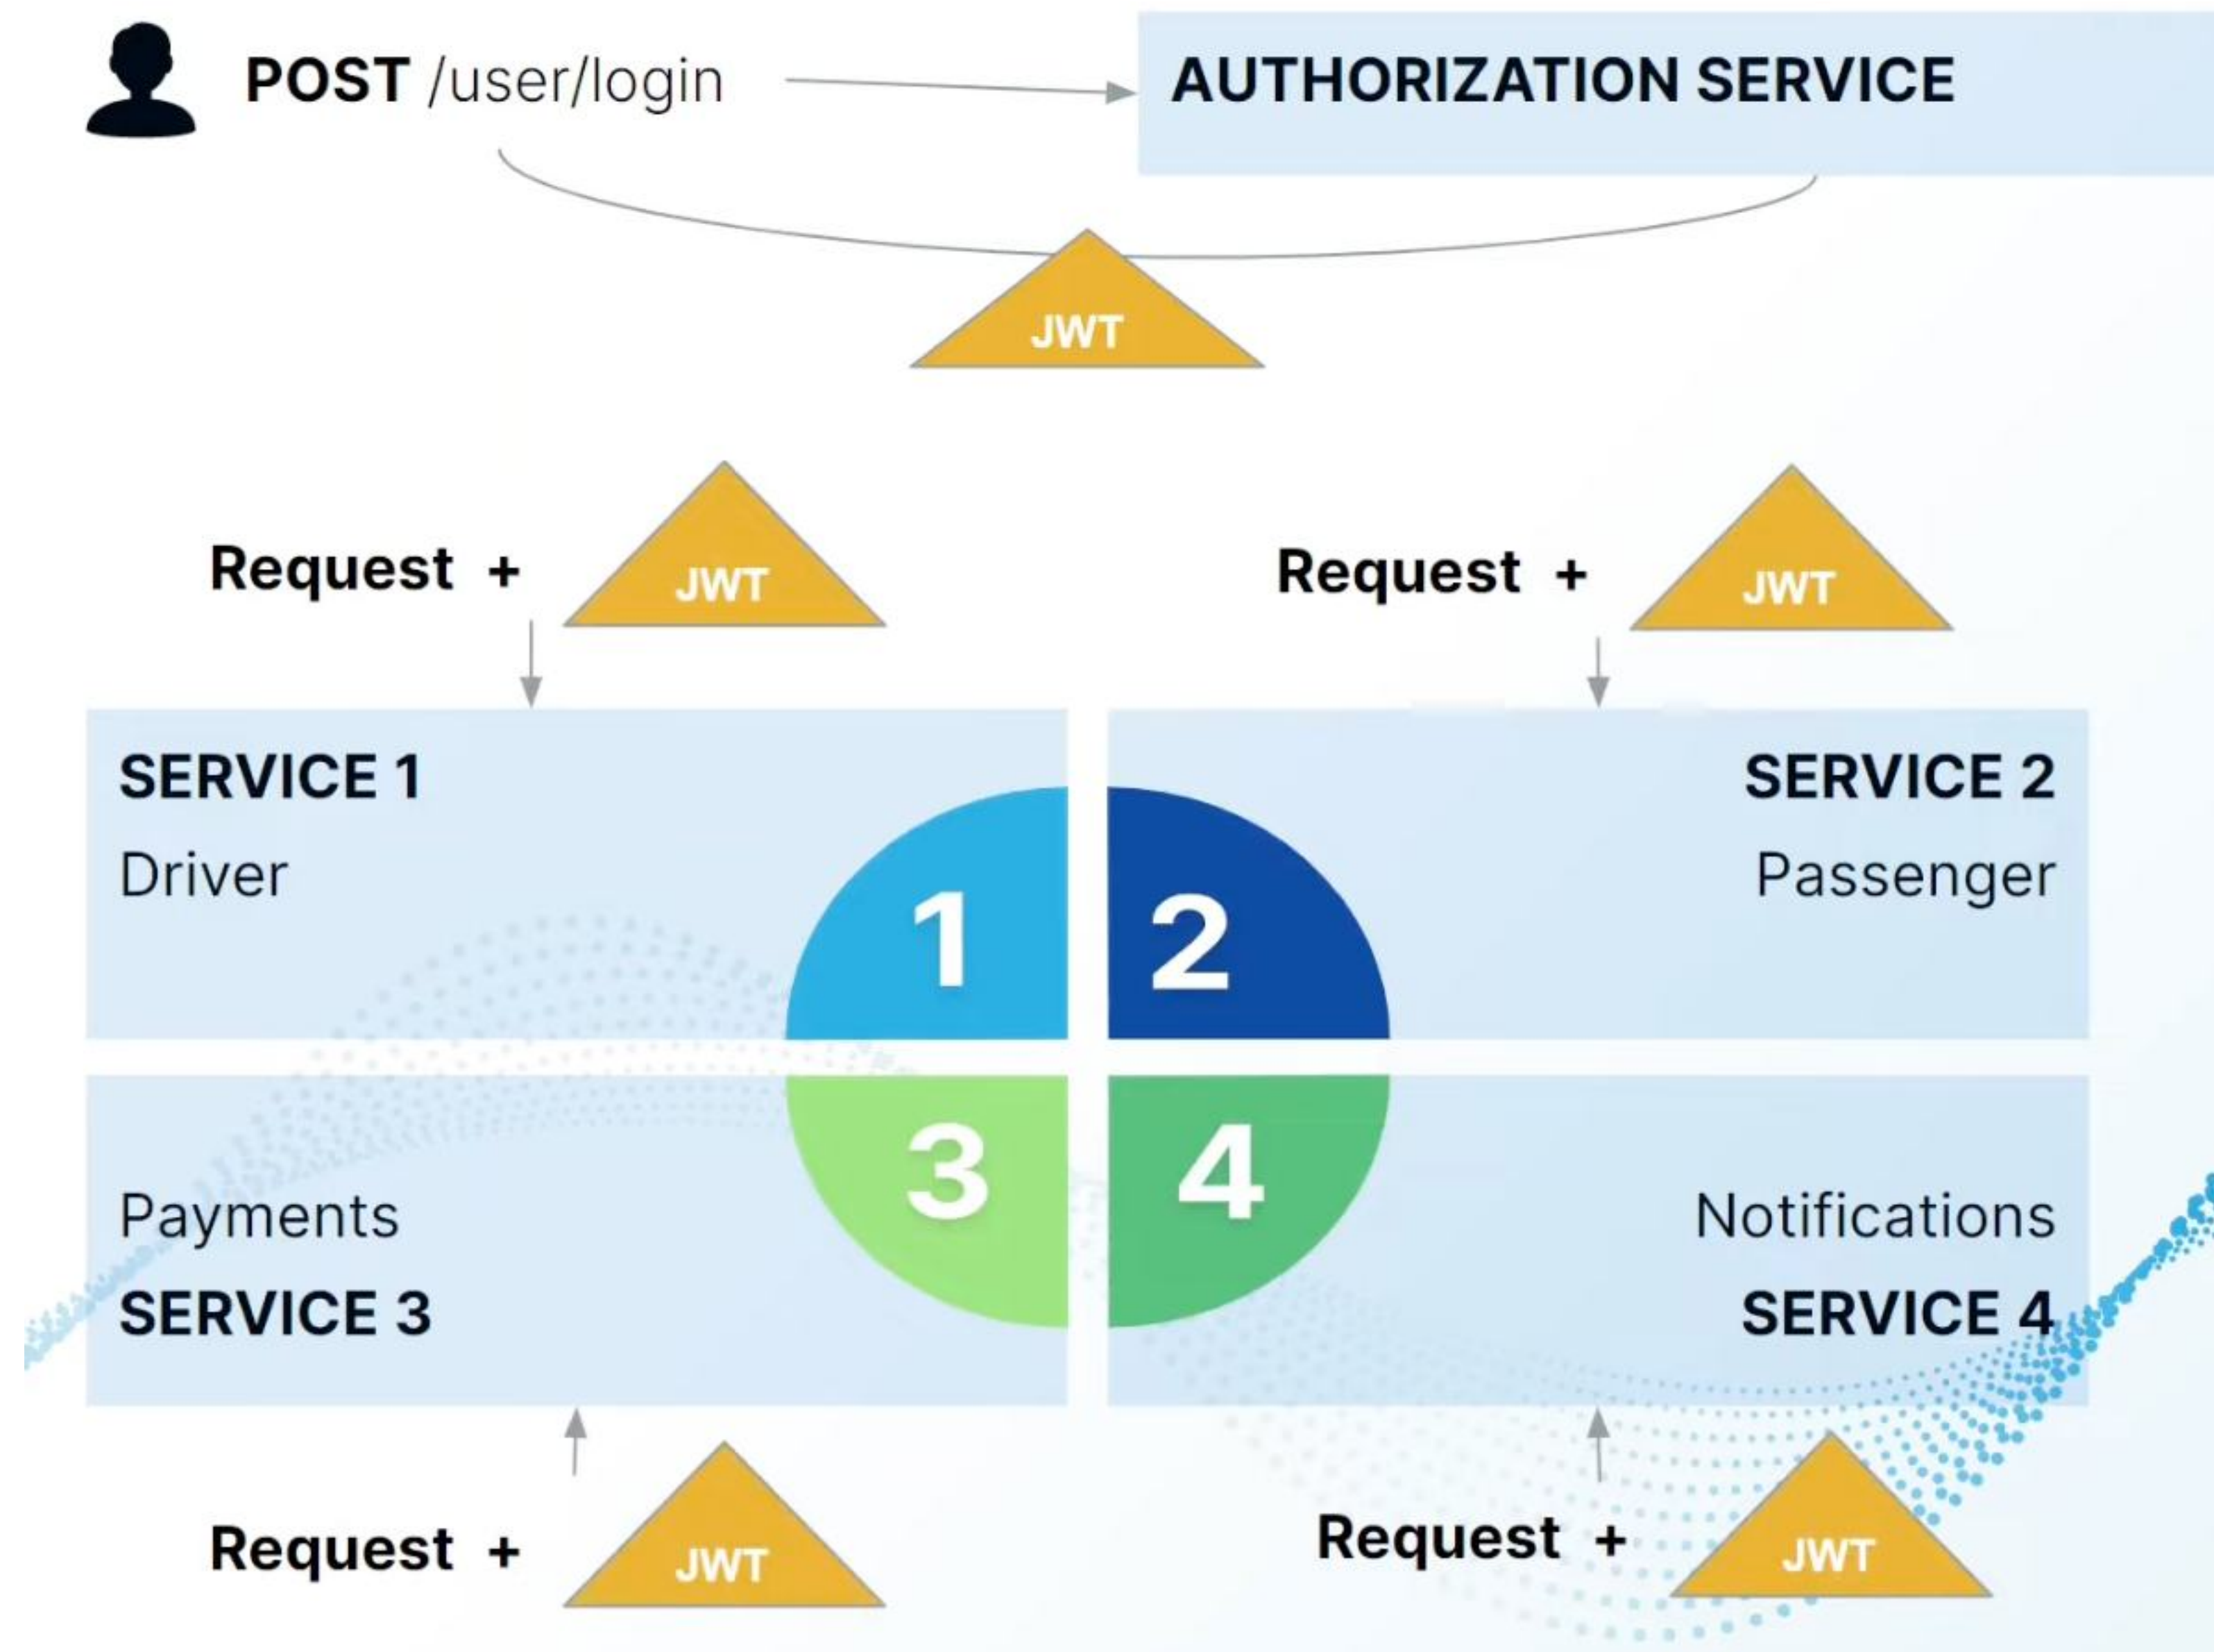 POST /user/login
AUTHORIZATION SERVICE
JWT
Request + JWT
Request + JWT
SERVICE 1
Driver
1
SERVICE 2
Passenger
2
Payments
SERVICE 3
3
Notifications
SERVICE 4
4
Request + JWT
Request + JWT